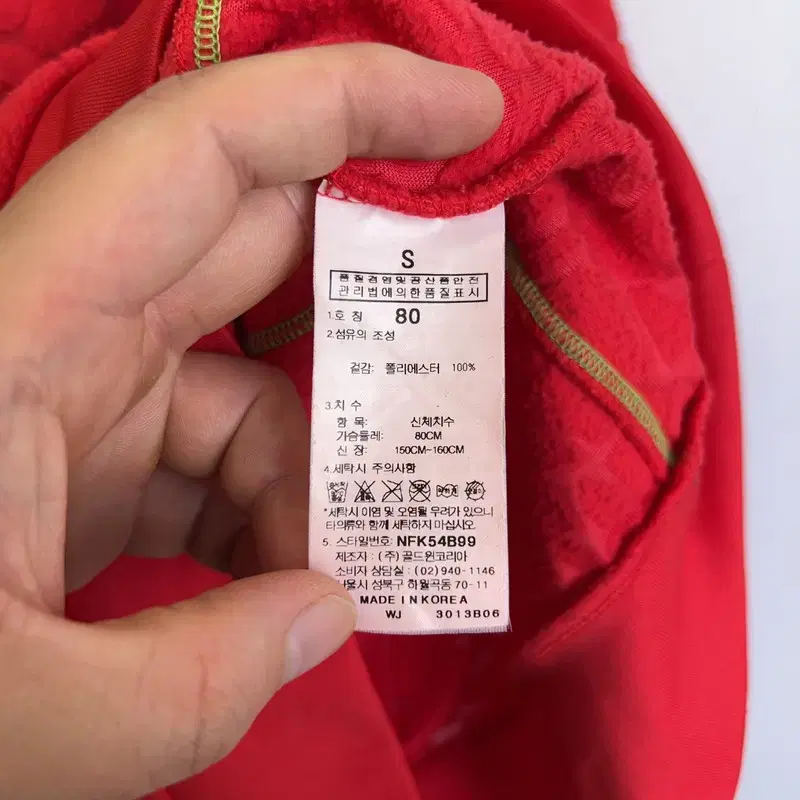 S
품질경영및공산품안전
관리법에의한품질표시
1.호 칭 80
2.섬유의 조성
겉감: 폴리에스터 100%
3.치 수
항 목: 신체치수
가슴둘레: 80CM
신 장: 150CM-160CM
4.세탁시 주의사항
*세탁시 이염 및 오염될 우려가 있으니
타의류와 함께 세탁하지 마십시오.
5. 스타일번호: NFK54B99
제조자 : (주)골드윈코리아
소비자 상담실 : (02)940-1146
서울시 성북구 하월곡동 70-11
MADE IN KOREA
WJ 3013B06